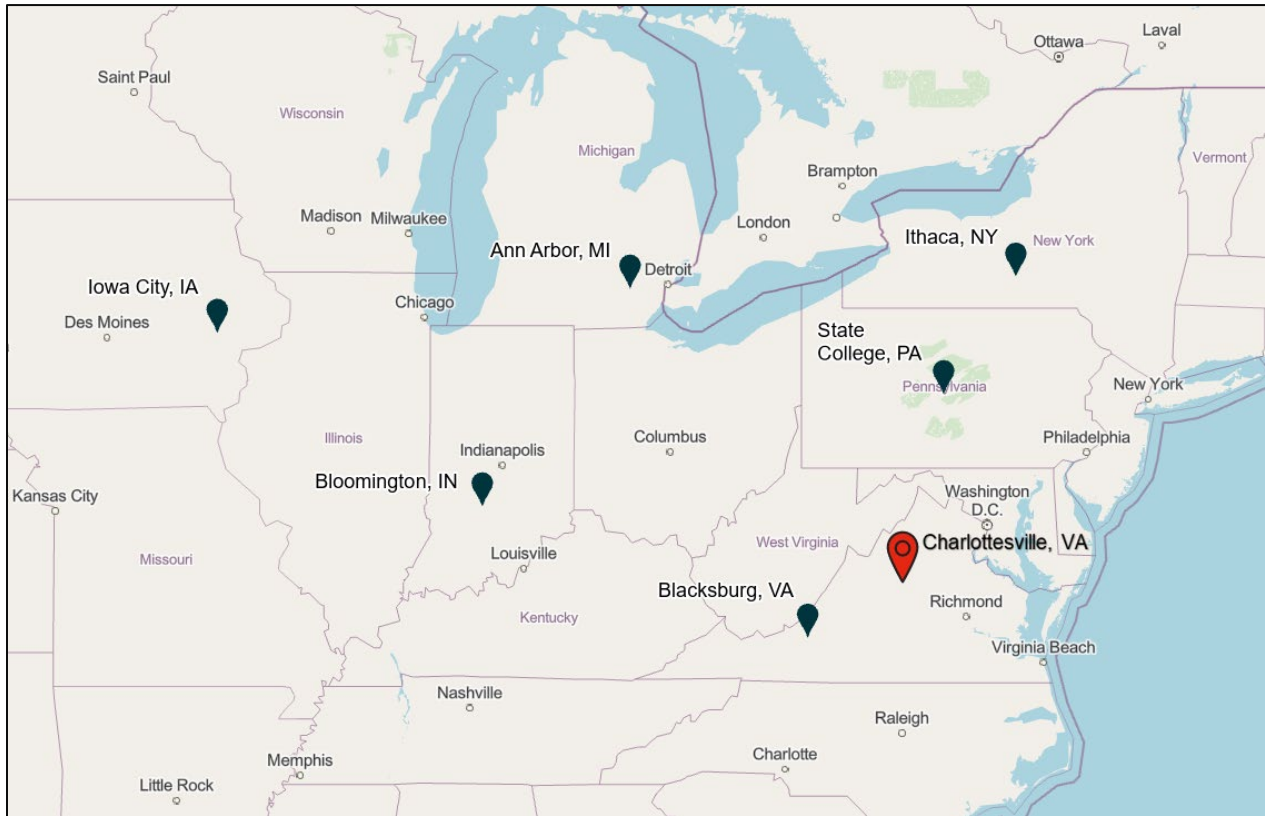 Ottawa
Laval
Saint Paul
Wisconsin
Michigan
Vermont
Brampton
Madison
Milwaukee
London
Ann Arbor, MI
Ithaca, NY
New York
Detroit
Iowa City, IA
Chicago
Des Moines
State
College, PA
Pennsylvania
New York
Illinois
Columbus
Philadelphia
Indianapolis
Bloomington, IN
Kansas City
Washington
D.C.
Missouri
Louisville
West Virginia
Charlottesville, VA
Blacksburg, VA
Richmond
Kentucky
Virginia Beach
Nashville
Raleigh
Memphis
Charlotte
Little Rock